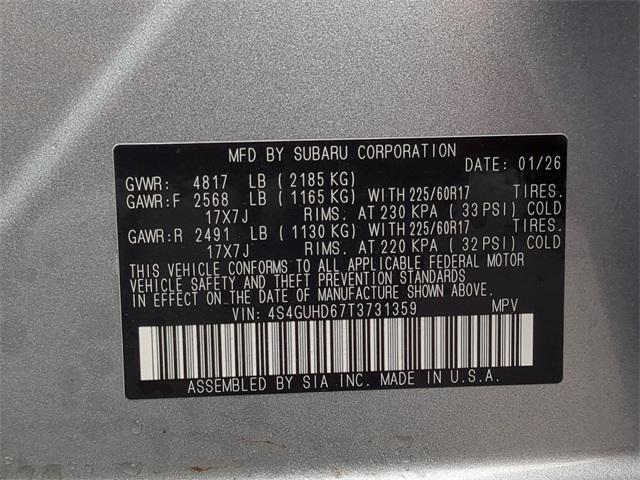 MFD BY SUBARU CORPORATION
DATE: 01/26
GVWR: 4817 LB ( 2185 KG)
GAWR:F 2568 LB ( 1165 KG) WITH 225/60R17 TIRES.
17X7J RIMS. AT 230 KPA ( 33 PSI) COLD
GAWR:R 2491 LB ( 1130 KG) WITH 225/60R17 TIRES.
17X7J RIMS. AT 220 KPA ( 32 PSI) COLD
THIS VEHICLE CONFORMS TO ALL APPLICABLE FEDERAL MOTOR
VEHICLE SAFETY AND THEFT PREVENTION STANDARDS
IN EFFECT ON THE DATE OF MANUFACTURE SHOWN ABOVE.
VIN: 4S4GUHD67T3731359 MPV
ASSEMBLED BY SIA INC. MADE IN U.S.A.